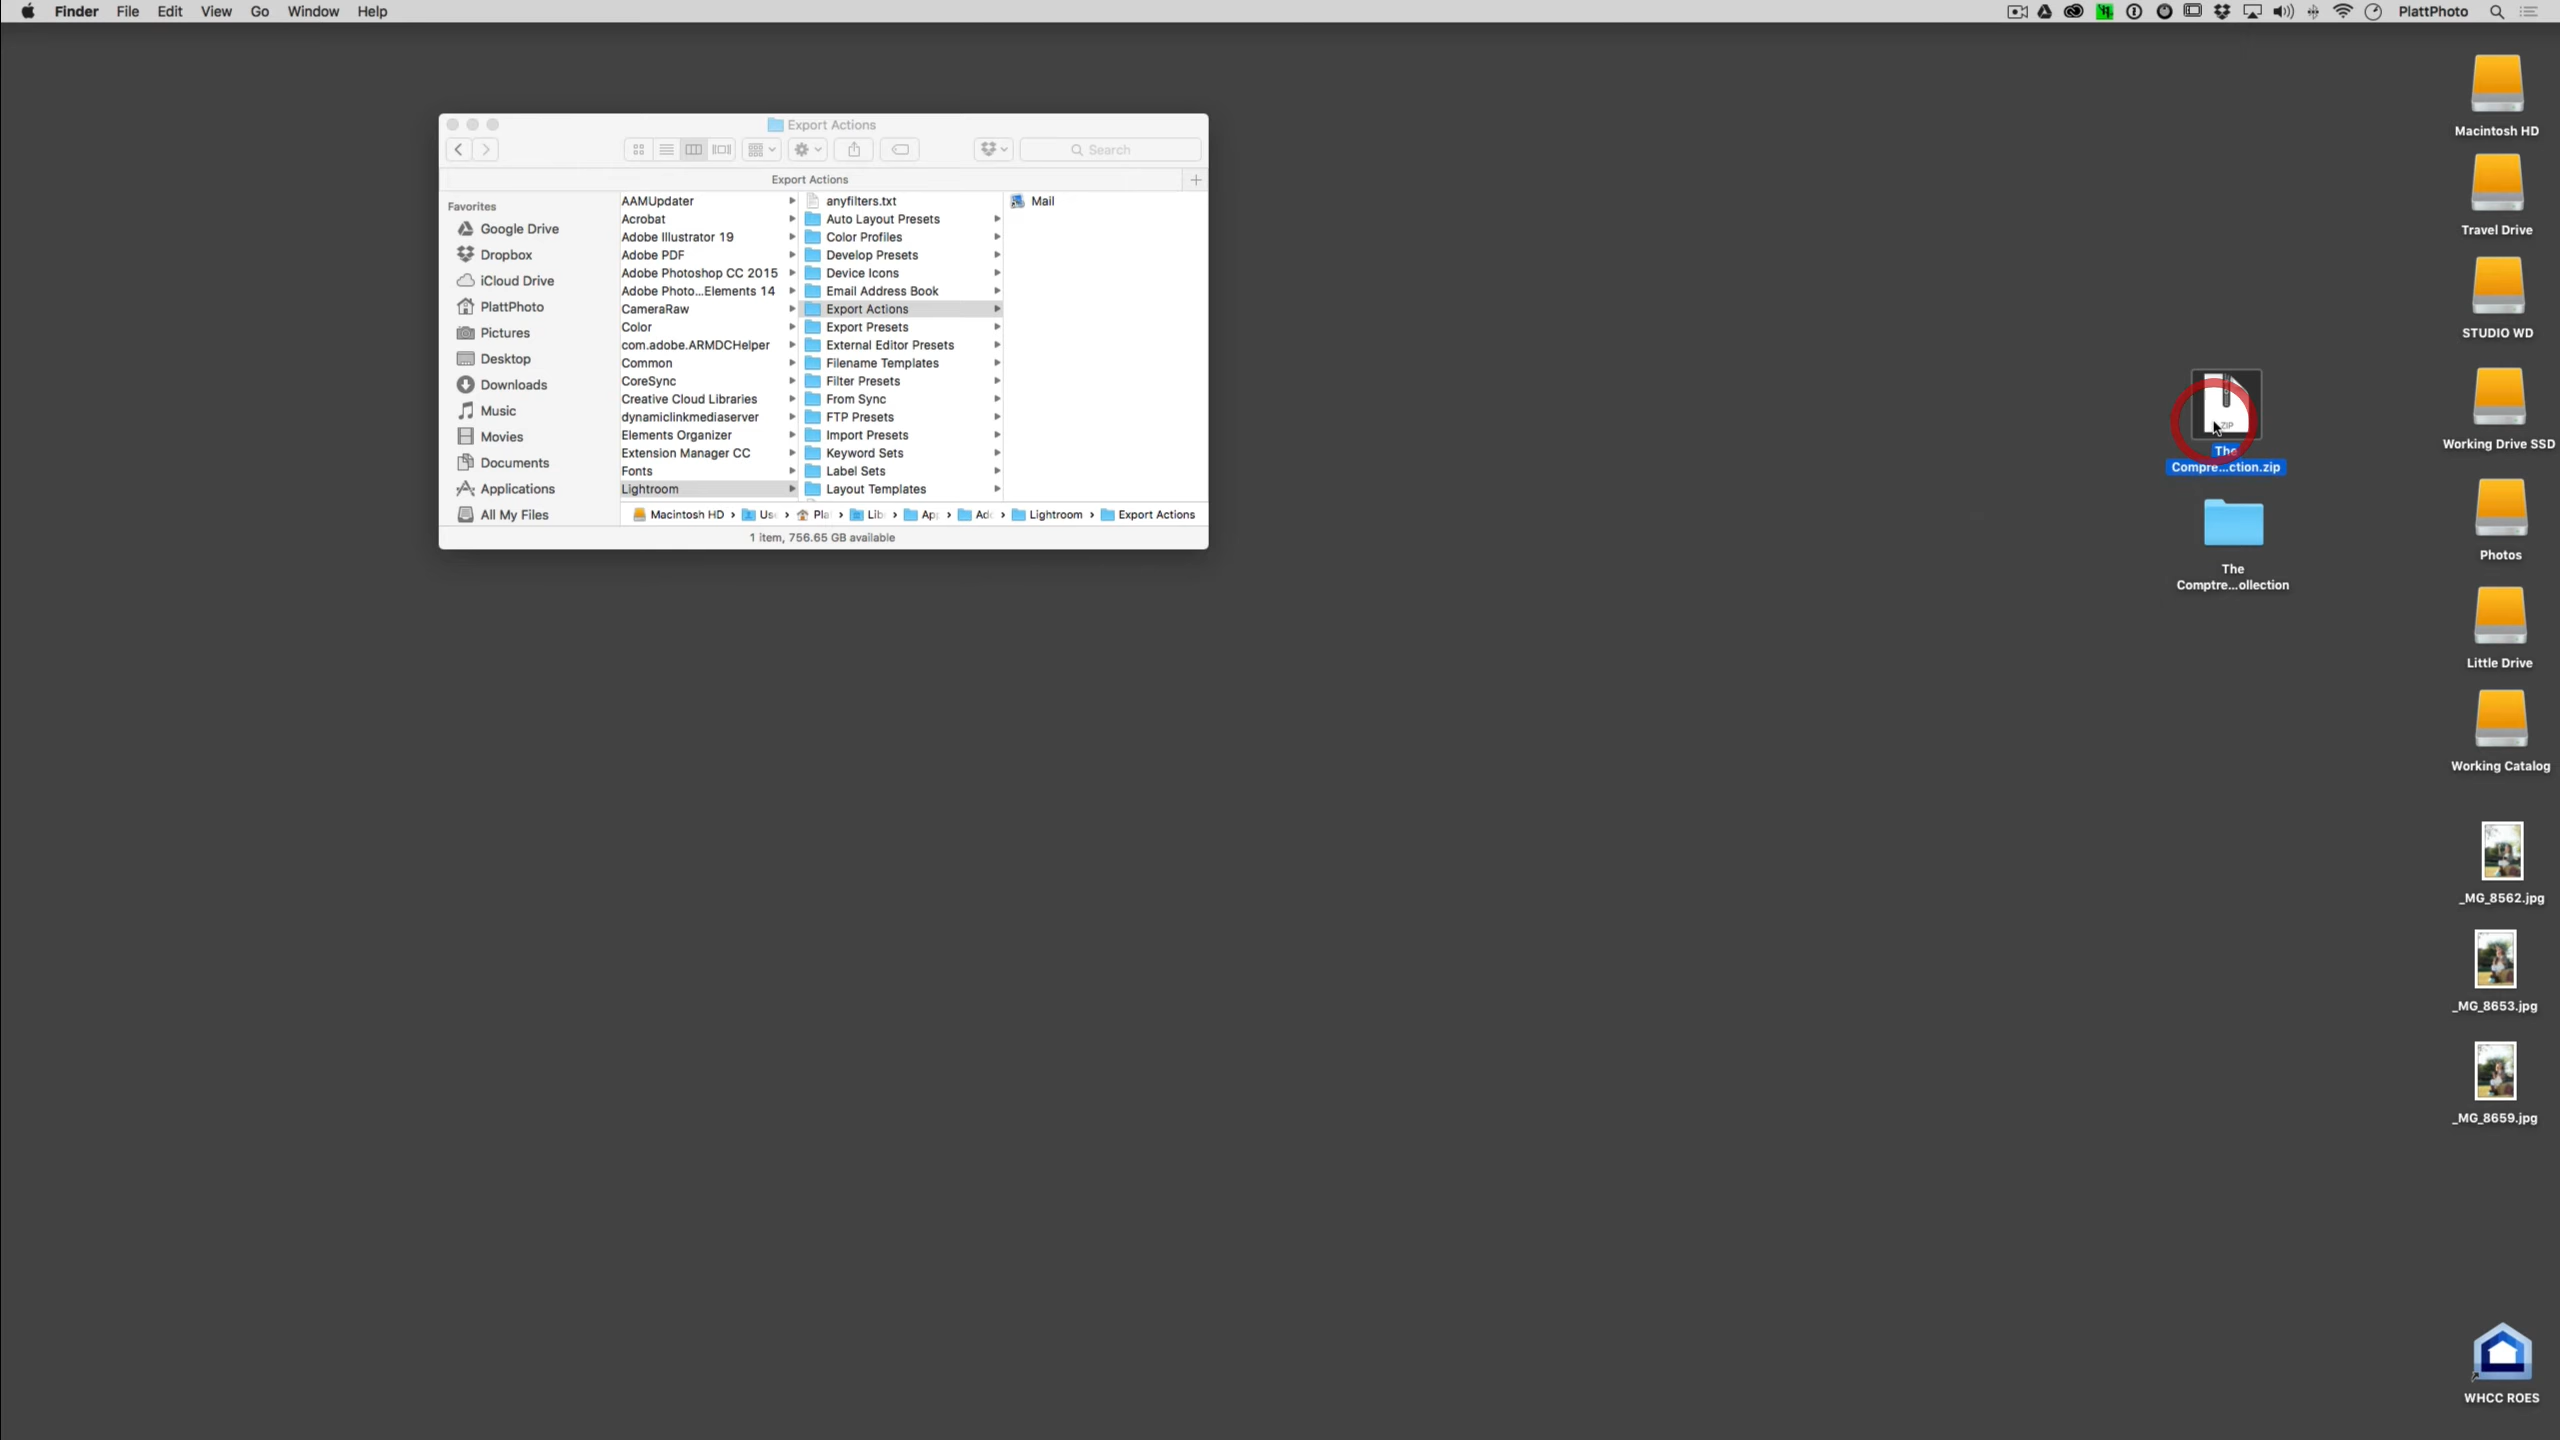 Finder File Edit View Go Window Help
PlattPhoto
Export Actions
Search
Export Actions
Favorites
Google Drive
Dropbox
iCloud Drive
PlattPhoto
Pictures
Desktop
Downloads
Music
Movies
Documents
Applications
All My Files
AAMUpdater
Acrobat
Adobe Illustrator 19
Adobe PDF
Adobe Photoshop CC 2015
Adobe Photo...Elements 14
CameraRaw
Color
com.adobe.ARMDCHelper
Common
CoreSync
Creative Cloud Libraries
dynamiclinkmediaserver
Elements Organizer
Extension Manager CC
Fonts
Lightroom
anyfilters.txt
Auto Layout Presets
Color Profiles
Develop Presets
Device Icons
Email Address Book
Export Actions
Export Presets
External Editor Presets
Filename Templates
Filter Presets
From Sync
FTP Presets
Import Presets
Keyword Sets
Label Sets
Layout Templates
Mail
Macintosh HD › Us › Pla › Lib › Ap › Ad › Lightroom › Export Actions
1 item, 756.65 GB available
ZIP
The
Compre...ction.zip
The
Comptre...ollection
Macintosh HD
Travel Drive
STUDIO WD
Working Drive SSD
Photos
Little Drive
Working Catalog
_MG_8562.jpg
_MG_8653.jpg
_MG_8659.jpg
WHCC ROES